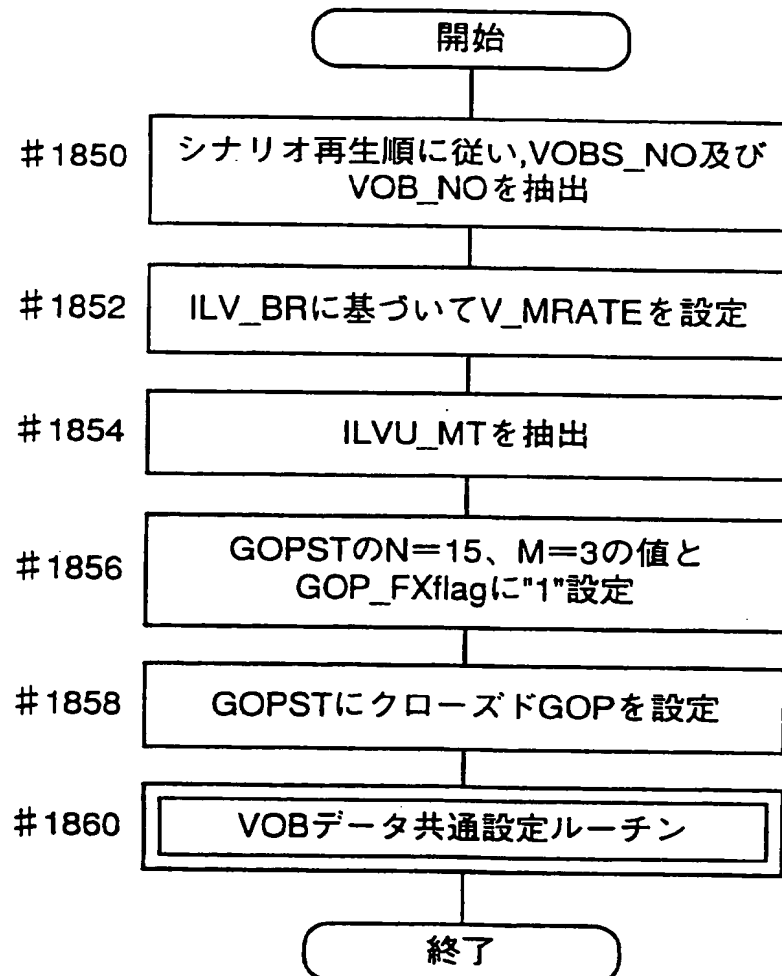 開始
#1850
シナリオ再生順に従い,VOBS_NO及び
VOB_NOを抽出
#1852
ILV_BRに基づいてV_MRATEを設定
#1854
ILVU_MTを抽出
#1856
GOPSTのN=15、M=3の値と
GOP_FXflagに"1"設定
#1858
GOPSTにクローズドGOPを設定
#1860
VOBデータ共通設定ルーチン
終了